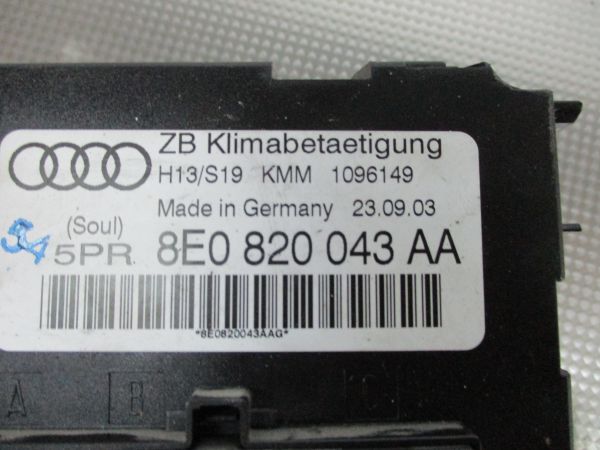 ZB Klimabetaetigung
H13/S19 KMM 1096149
Made in Germany 23.09.03
(Soul)
5PR 8E0 820 043 AA
*8E0820043AAG*
A B C